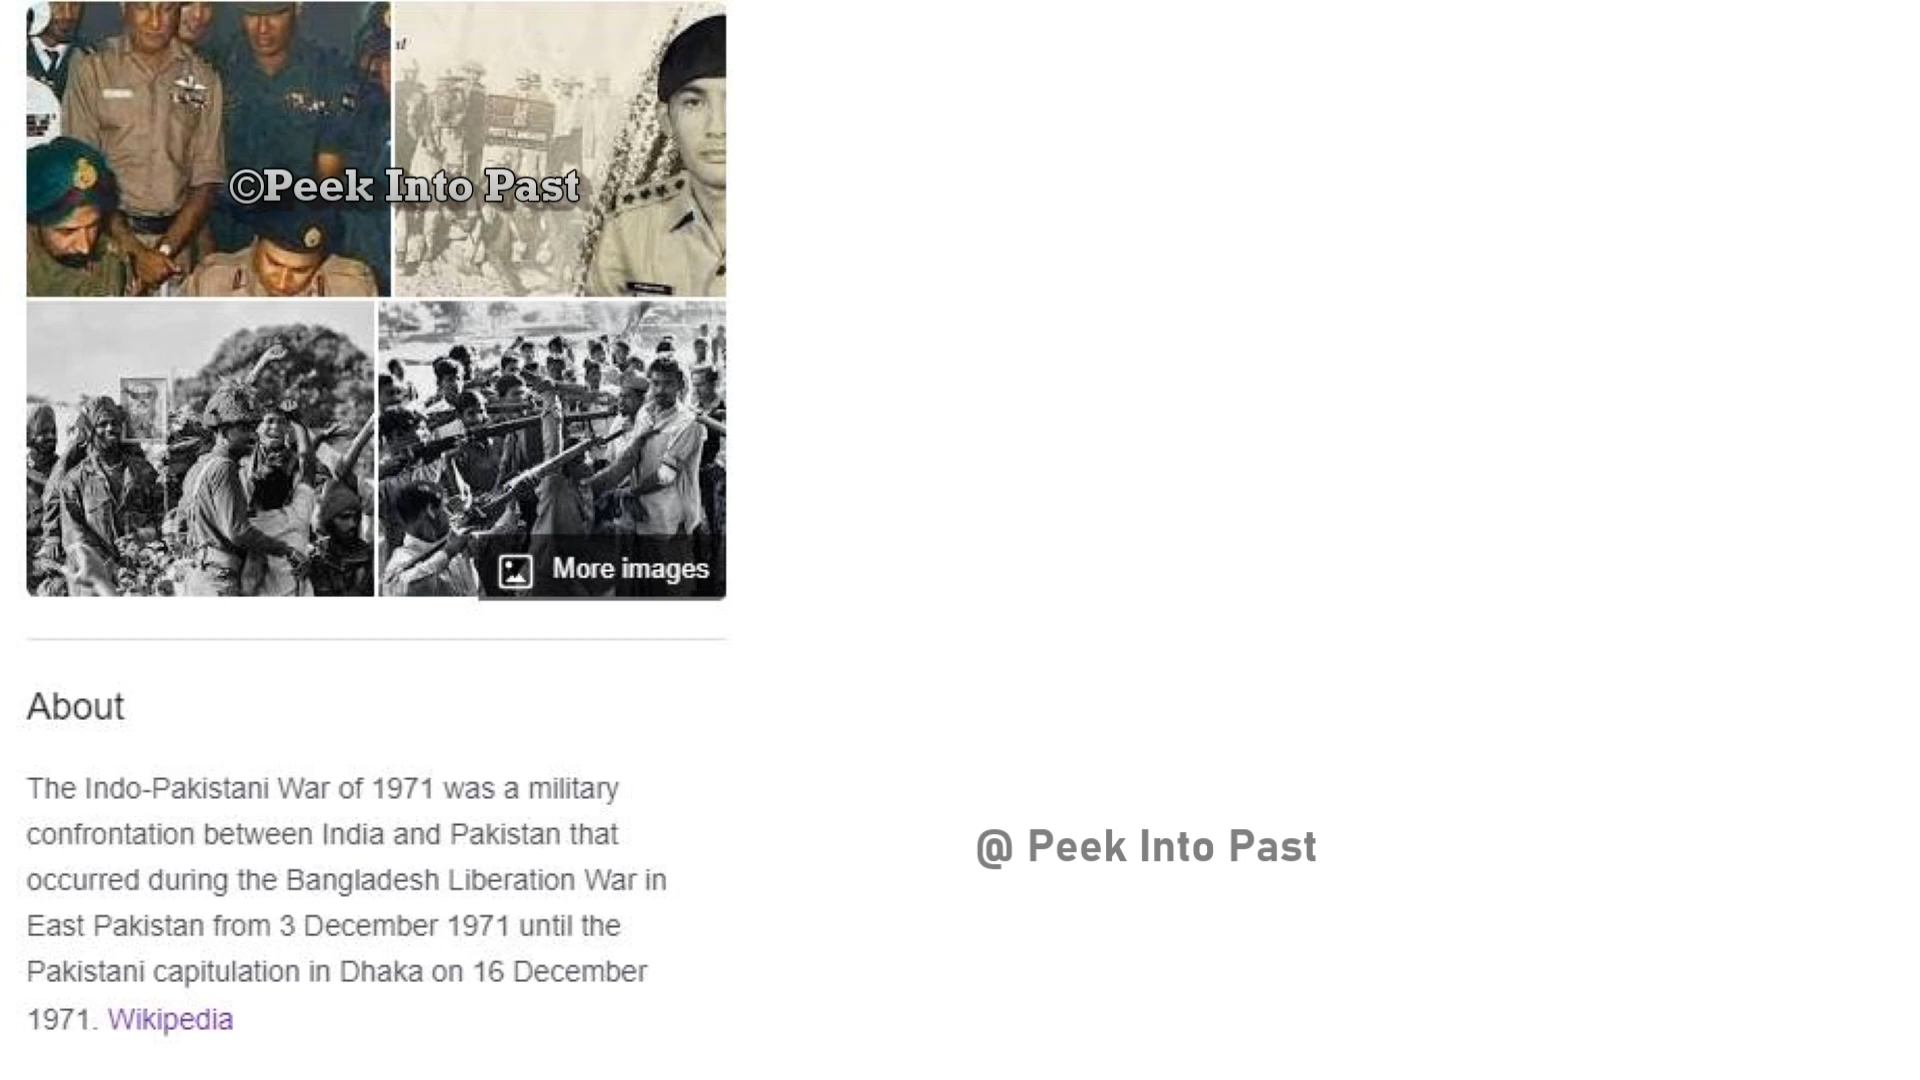 ©Peek Into Past
More images
About
The Indo-Pakistani War of 1971 was a military
confrontation between India and Pakistan that
occurred during the Bangladesh Liberation War in
East Pakistan from 3 December 1971 until the
Pakistani capitulation in Dhaka on 16 December
1971. Wikipedia
@ Peek Into Past